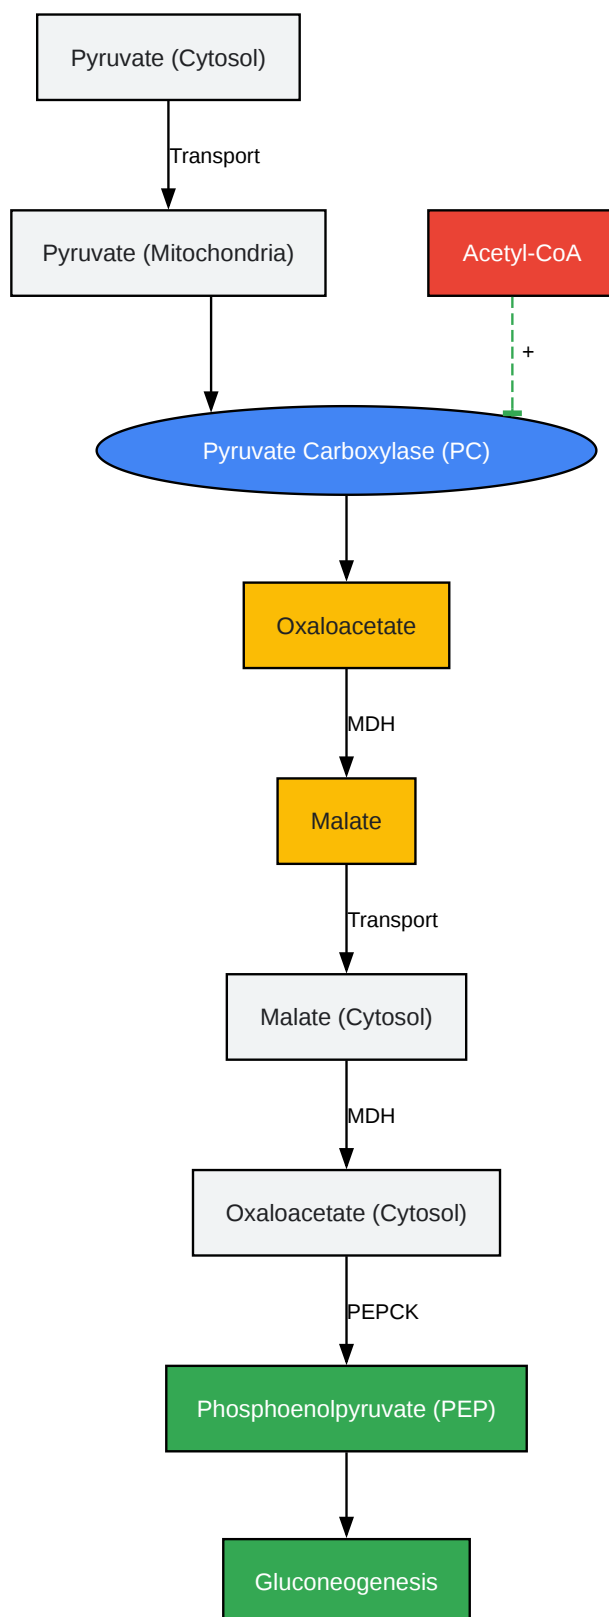 Pyruvate (Cytosol)
Transport
Pyruvate (Mitochondria)
Acetyl-CoA
+
Pyruvate Carboxylase (PC)
Oxaloacetate
MDH
Malate
Transport
Malate (Cytosol)
MDH
Oxaloacetate (Cytosol)
PEPCK
Phosphoenolpyruvate (PEP)
Gluconeogenesis